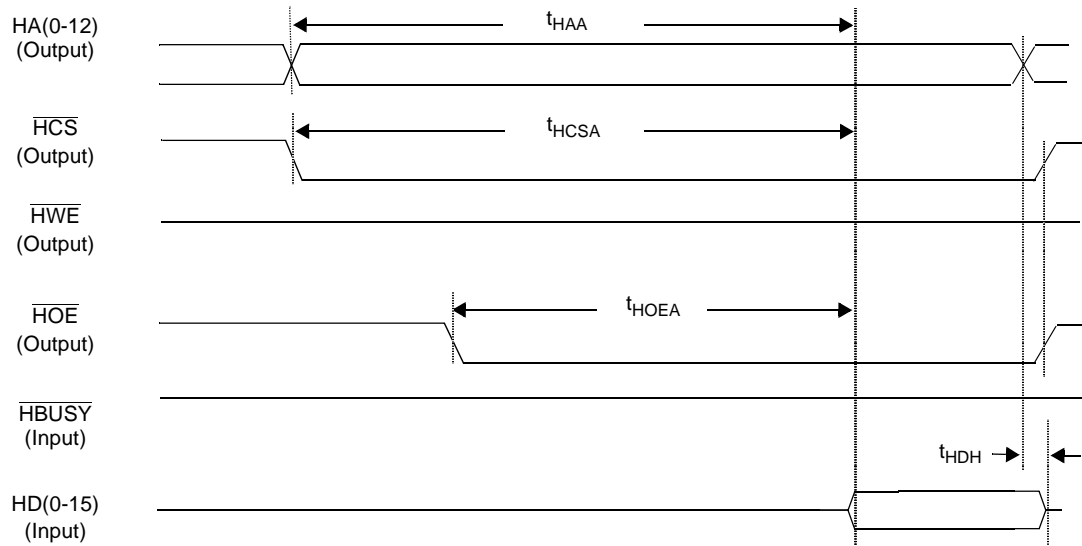 HA(0-12)
(Output)
tHAA
HCS
(Output)
tHCSA
HWE
(Output)
HOE
(Output)
tHOEA
HBUSY
(Input)
tHDH
HD(0-15)
(Input)